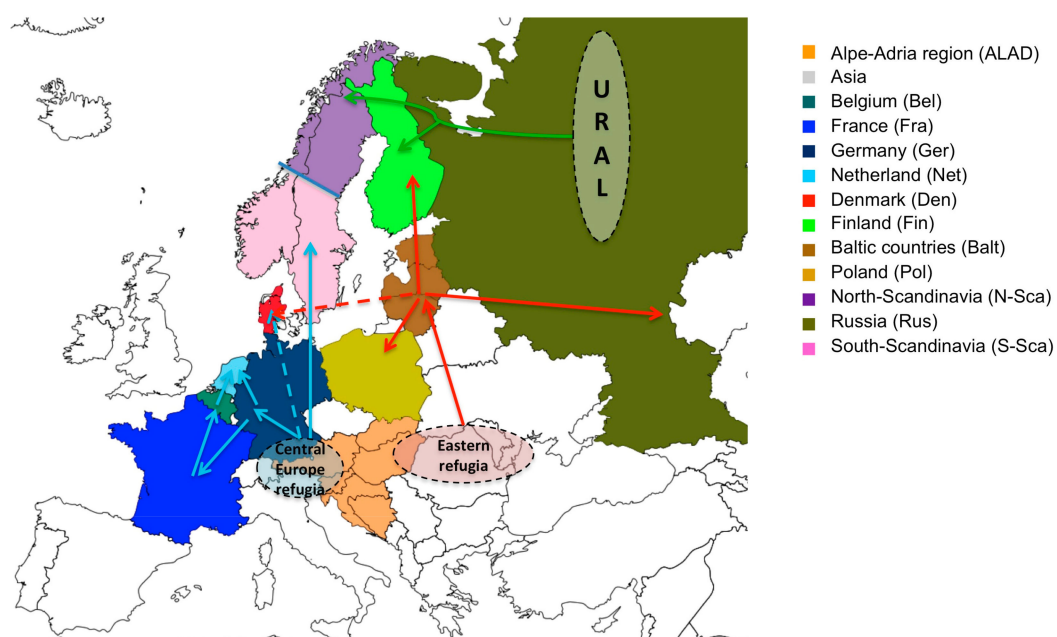 U
R
A
L
Central
Europe
refugia
Eastern
refugia
Alpe-Adria region (ALAD)
Asia
Belgium (Bel)
France (Fra)
Germany (Ger)
Netherland (Net)
Denmark (Den)
Finland (Fin)
Baltic countries (Balt)
Poland (Pol)
North-Scandinavia (N-Sca)
Russia (Rus)
South-Scandinavia (S-Sca)